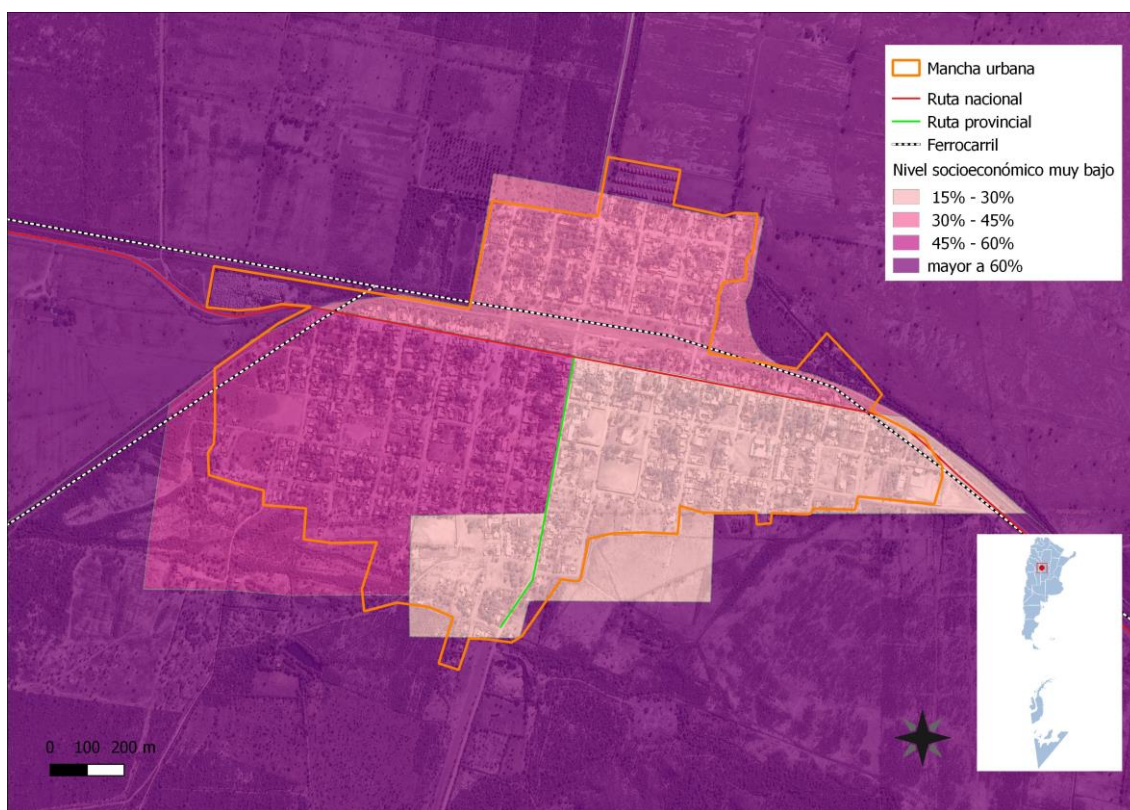 Mancha urbana
Ruta nacional
Ruta provincial
Ferrocarril
Nivel socioeconómico muy bajo
15% - 30%
30% - 45%
45% - 60%
mayor a 60%
0 100 200 m